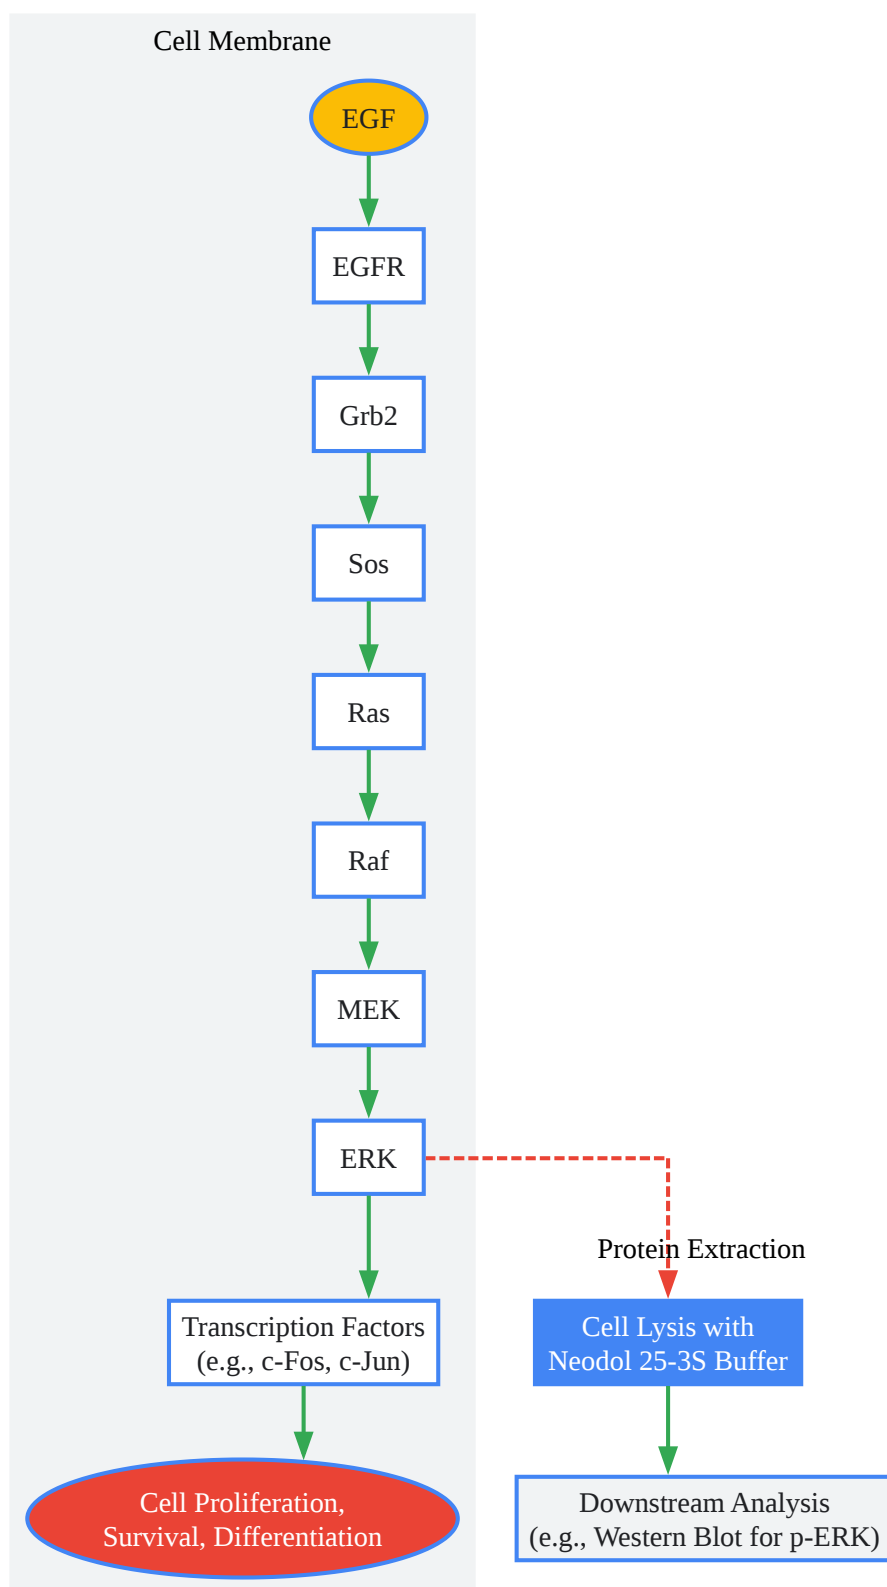 Cell Membrane
EGF
EGFR
Grb2
Sos
Ras
Raf
MEK
ERK
Protein Extraction
Transcription Factors
(e.g., c-Fos, c-Jun)
Cell Lysis with
Neodol 25-3S Buffer
Cell Proliferation,
Survival, Differentiation
Downstream Analysis
(e.g., Western Blot for p-ERK)